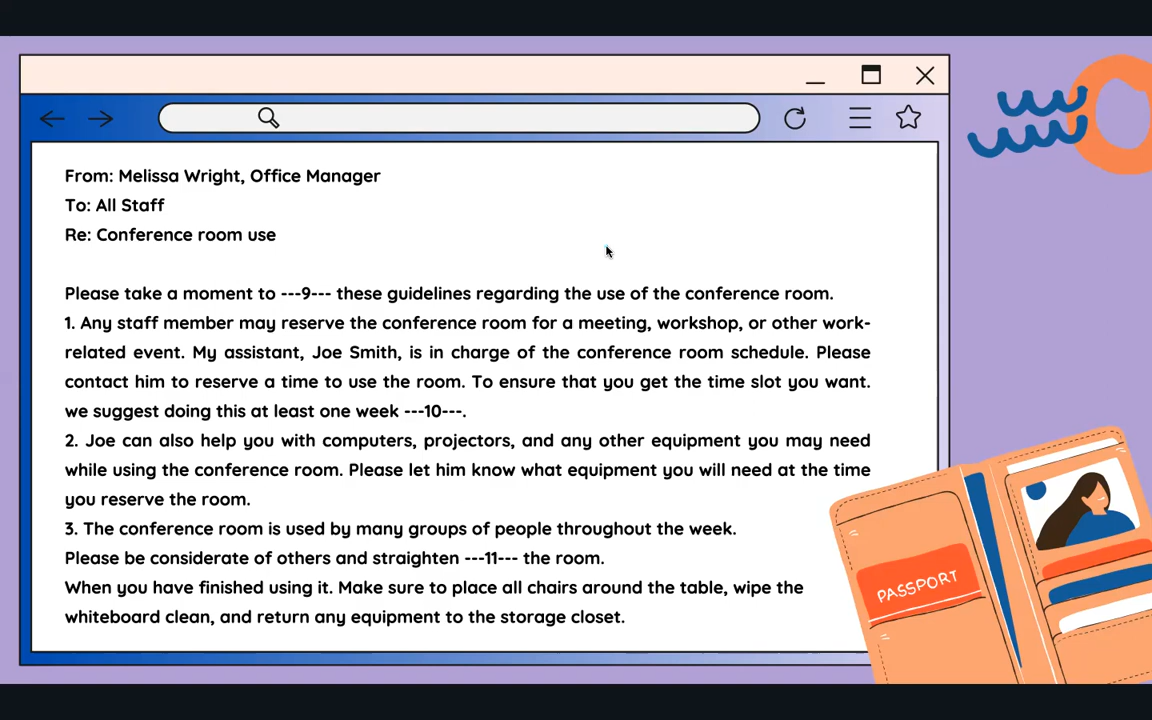 From: Melissa Wright, Office Manager
To: All Staff
Re: Conference room use
Please take a moment to ---9--- these guidelines regarding the use of the conference room.
1. Any staff member may reserve the conference room for a meeting, workshop, or other work-
related event. My assistant, Joe Smith, is in charge of the conference room schedule. Please
contact him to reserve a time to use the room. To ensure that you get the time slot you want.
we suggest doing this at least one week ---10---.
2. Joe can also help you with computers, projectors, and any other equipment you may need
while using the conference room. Please let him know what equipment you will need at the time
you reserve the room.
3. The conference room is used by many groups of people throughout the week.
Please be considerate of others and straighten ---11--- the room.
When you have finished using it. Make sure to place all chairs around the table, wipe the
whiteboard clean, and return any equipment to the storage closet.
PASSPORT